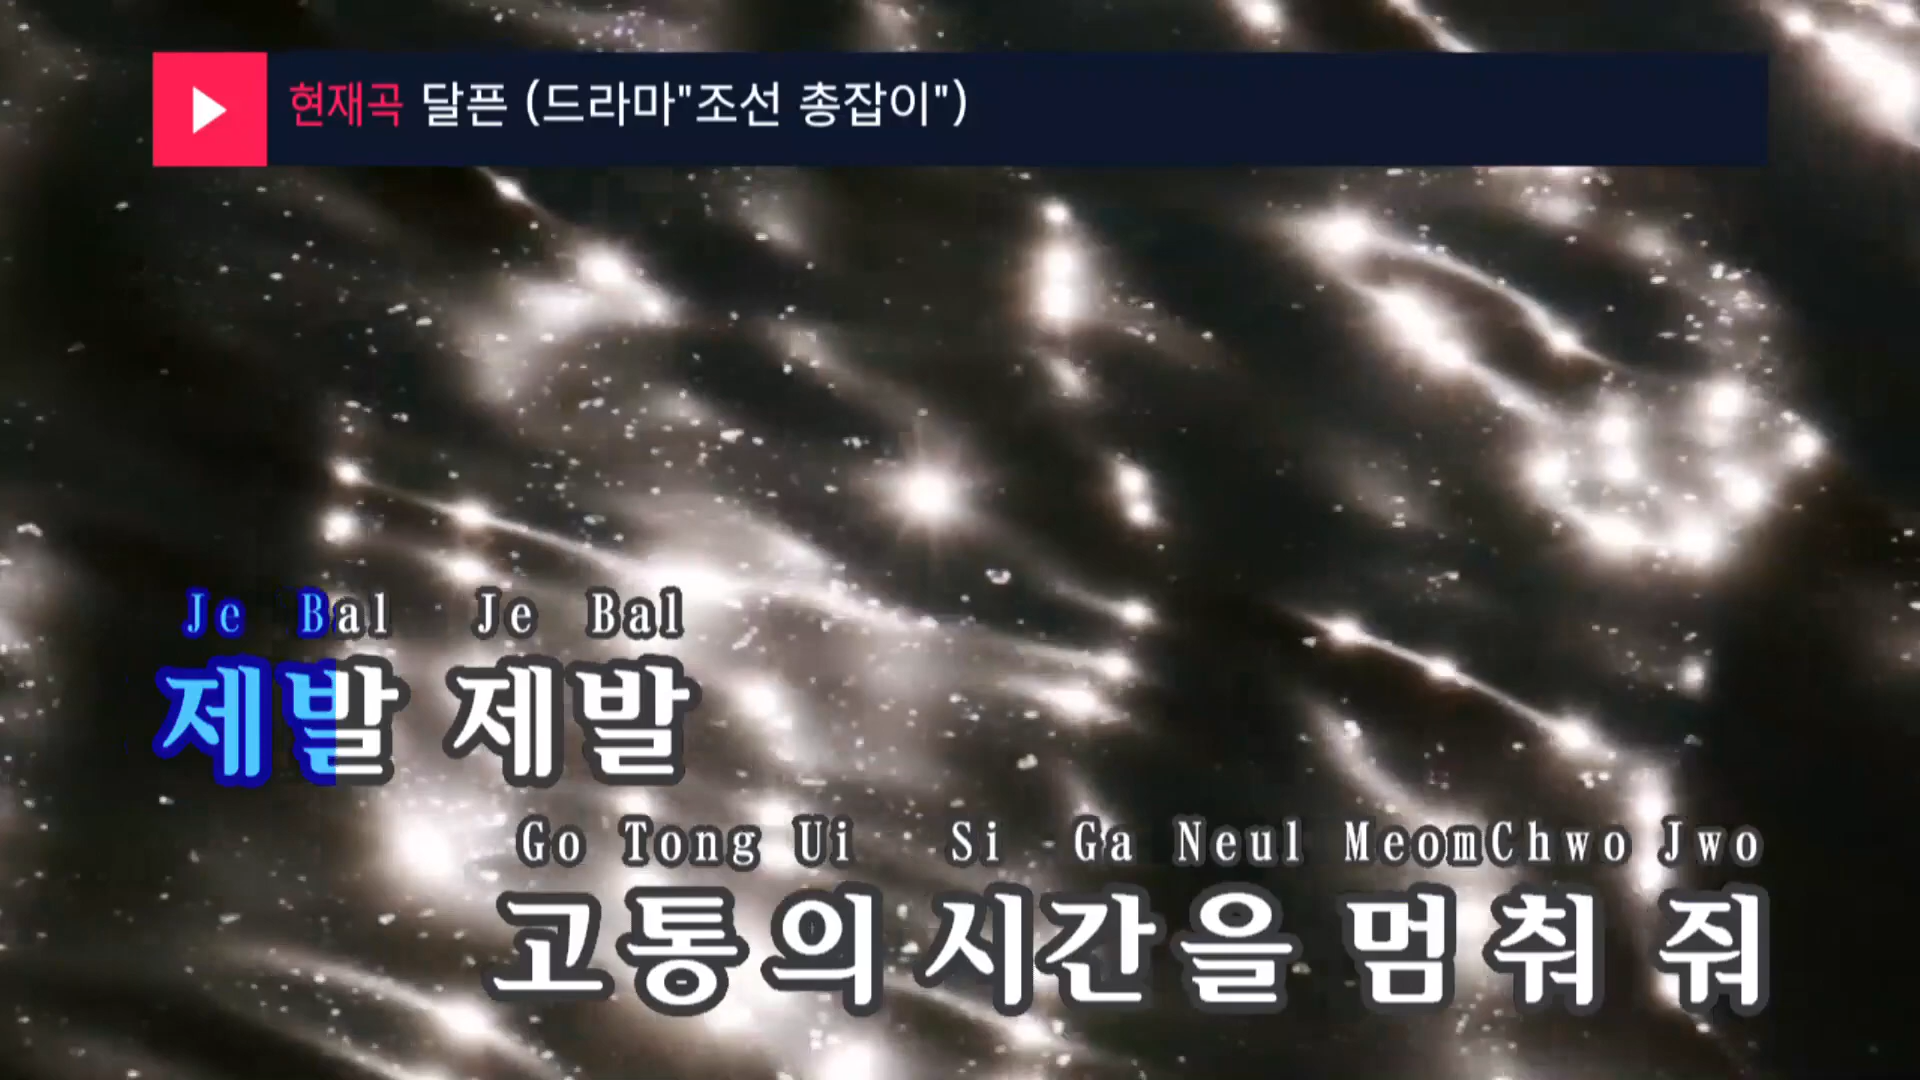 현재곡 달픈 (드라마"조선 총잡이")
Je Bal Je Bal
제발 제발
Go Tong Ui Si Ga Neul MeomChwo Jwo
고통의 시간을 멈춰 줘